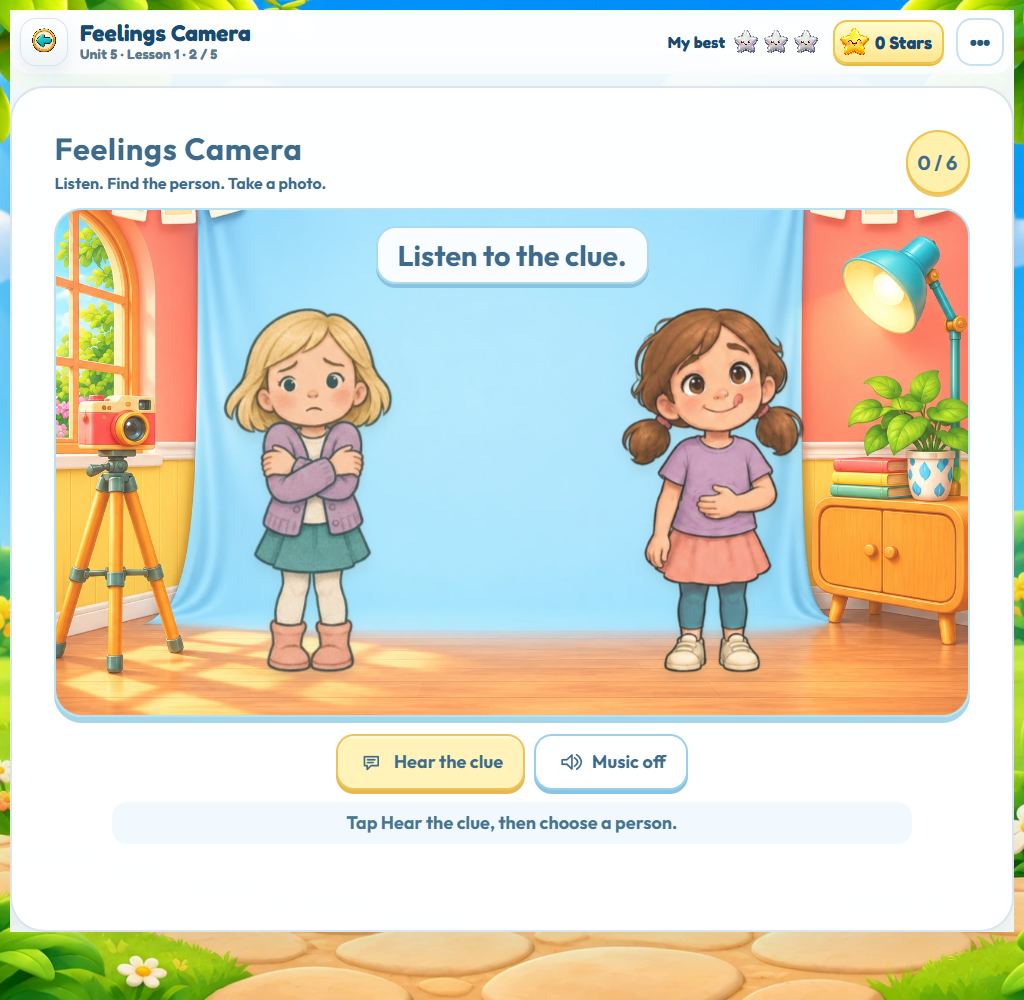 Feelings Camera
Unit 5 · Lesson 1 · 2 / 5
My best
0 Stars
Feelings Camera
Listen. Find the person. Take a photo.
0 / 6
Listen to the clue.
Hear the clue
Music off
Tap Hear the clue, then choose a person.